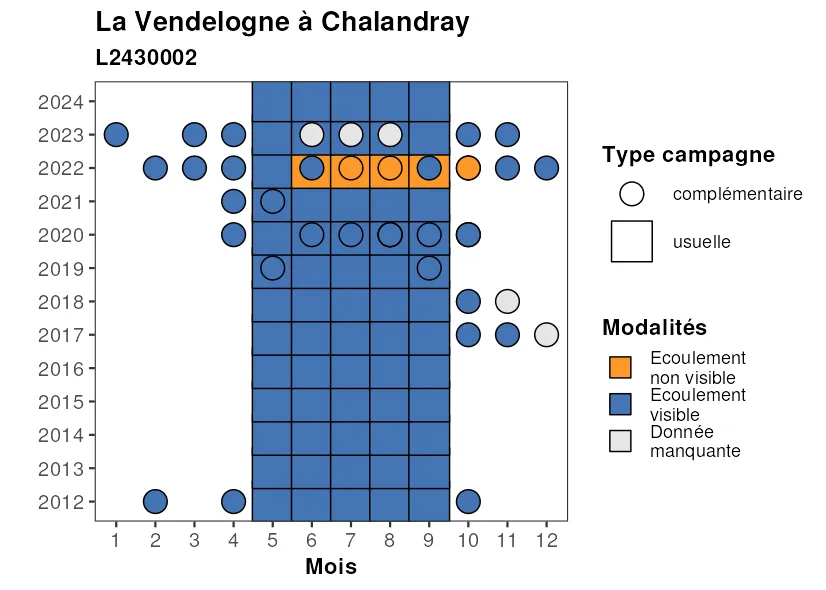 La Vendelogne à Chalandray
L2430002
2024
2023
2022
2021
2020
2019
2018
2017
2016
2015
2014
2013
2012
1 2 3 4 5 6 7 8 9 10 11 12
Mois
Type campagne
complémentaire
usuelle
Modalités
Ecoulement
non visible
Ecoulement
visible
Donnée
manquante